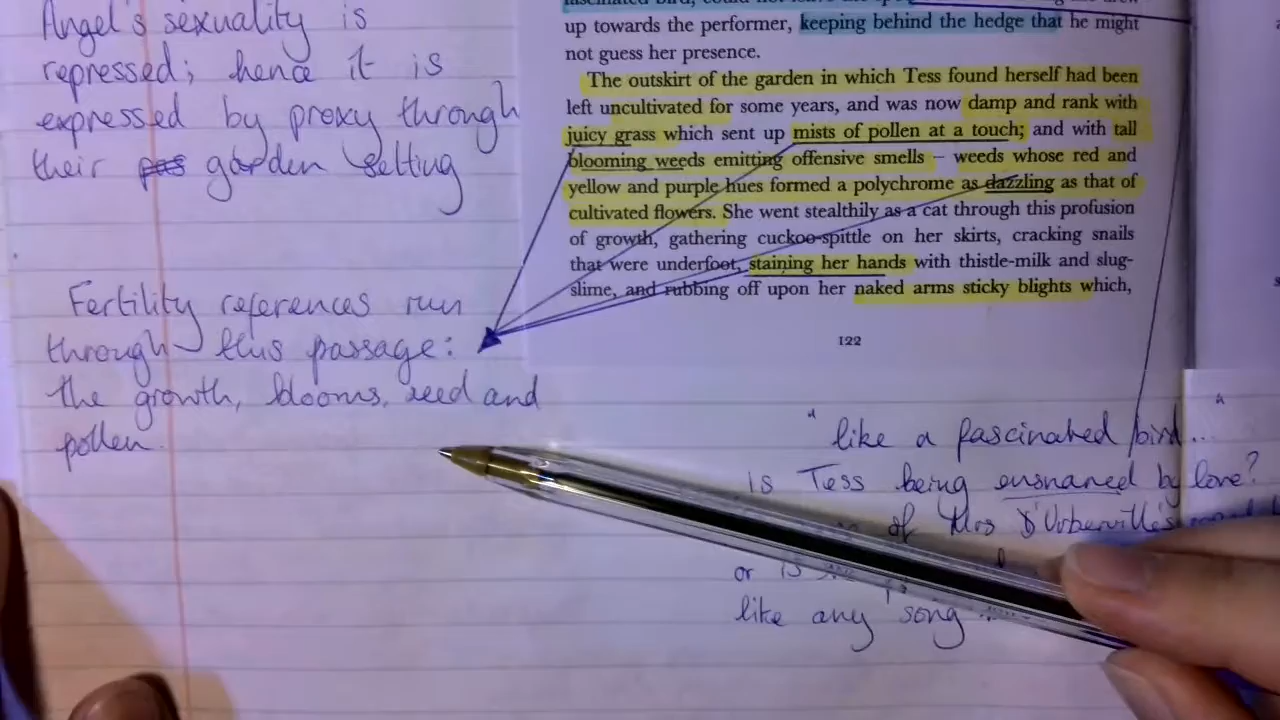 Angel's sexuality is
repressed; hence it is
expressed by proxy through
their garden setting
Fertility references run
through this passage:
the growth, blooms, seed and
pollen.
up towards the performer, keeping behind the hedge that he might
not guess her presence.
The outskirt of the garden in which Tess found herself had been
left uncultivated for some years, and was now damp and rank with
juicy grass which sent up mists of pollen at a touch; and with tall
blooming weeds emitting offensive smells – weeds whose red and
yellow and purple hues formed a polychrome as dazzling as that of
cultivated flowers. She went stealthily as a cat through this profusion
of growth, gathering cuckoo-spittle on her skirts, cracking snails
that were underfoot, staining her hands with thistle-milk and slug-
slime, and rubbing off upon her naked arms sticky blights which,
122
"like a fascinated bird...
is Tess being ensnared by love?
of Mrs D'Urberville's
or is
like any song